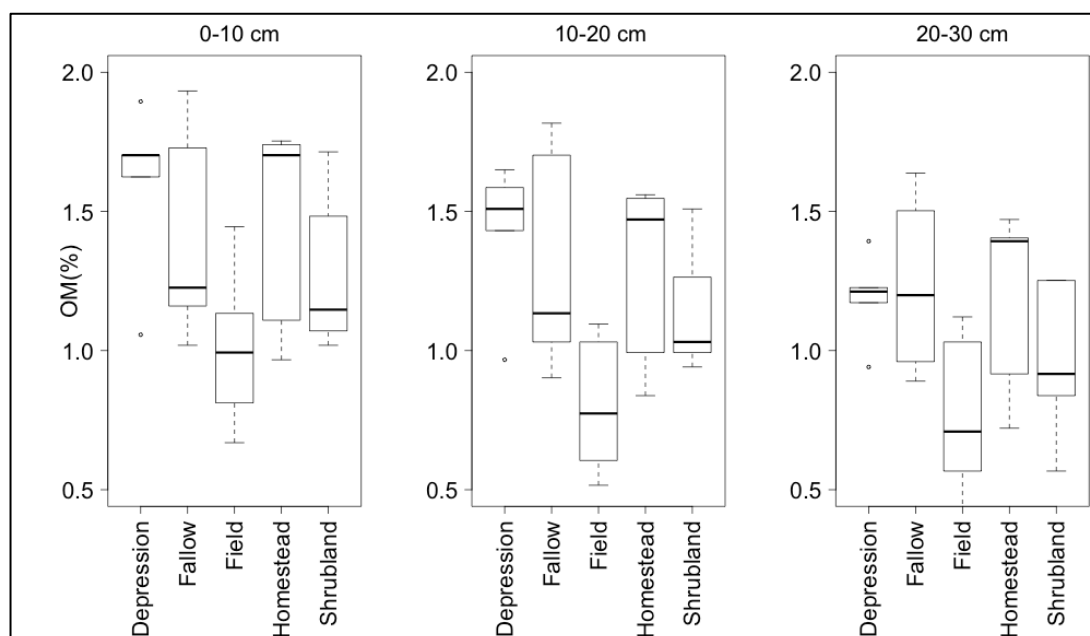 0-10 cm
10-20 cm
20-30 cm
OM(%)
2.0
1.5
1.0
0.5
2.0
1.5
1.0
0.5
2.0
1.5
1.0
0.5
Depression
Fallow
Field
Homestead
Shrubland
Depression
Fallow
Field
Homestead
Shrubland
Depression
Fallow
Field
Homestead
Shrubland